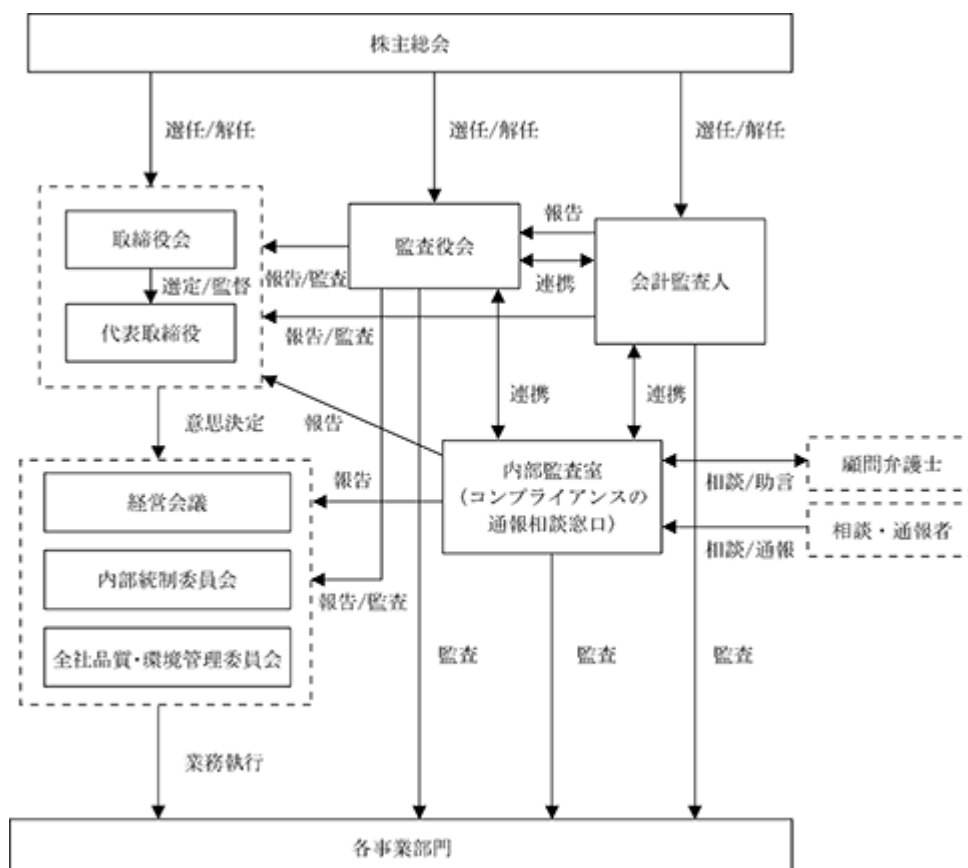 株主総会
選任/解任
選任/解任
選任/解任
取締役会
選定/監督
代表取締役
監査役会
会計監査人
報告
連携
報告/監査
報告/監査
連携
連携
意思決定
報告
報告
内部監査室
(コンプライアンスの
通報相談窓口)
相談/助言
顧問弁護士
相談/通報
相談・通報者
経営会議
内部統制委員会
全社品質・環境管理委員会
報告/監査
監査
監査
監査
業務執行
各事業部門